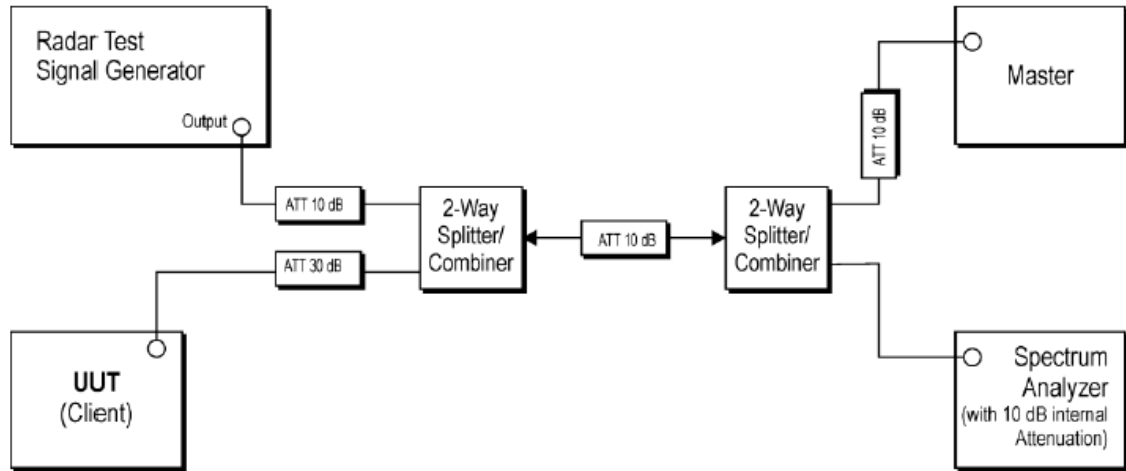 Radar Test
Signal Generator
Output
ATT 10 dB
ATT 30 dB
UUT
(Client)
2-Way
Splitter/
Combiner
ATT 10 dB
2-Way
Splitter/
Combiner
ATT 10 dB
Master
Spectrum
Analyzer
(with 10 dB internal
Attenuation)